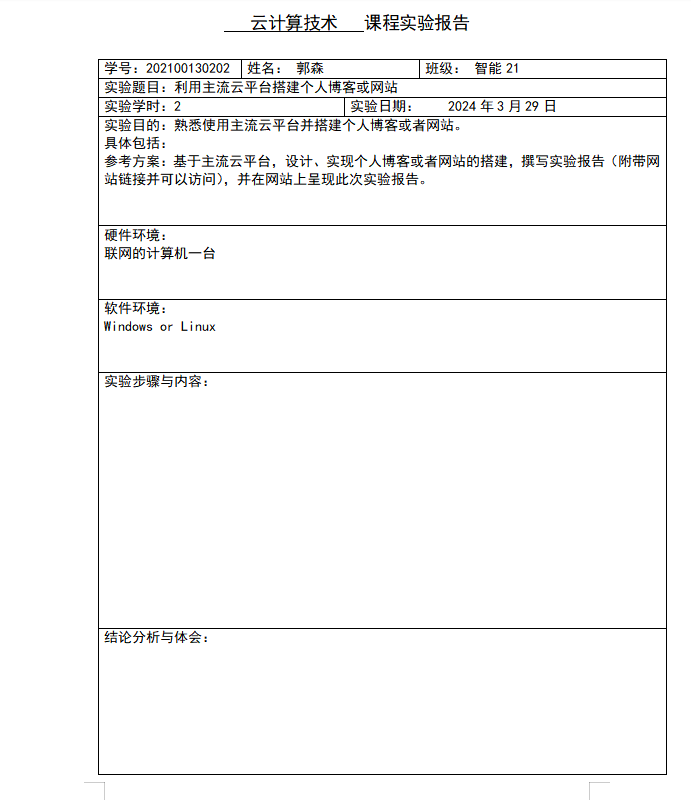 云计算技术 课程实验报告
学号：202100130202 姓名： 郭森 班级： 智能21
实验题目：利用主流云平台搭建个人博客或网站
实验学时：2 实验日期： 2024年3月29日
实验目的：熟悉使用主流云平台并搭建个人博客或者网站。
具体包括：
参考方案：基于主流云平台，设计、实现个人博客或者网站的搭建，撰写实验报告（附带网
站链接并可以访问），并在网站上呈现此次实验报告。
硬件环境：
联网的计算机一台
软件环境：
Windows or Linux
实验步骤与内容：
结论分析与体会：